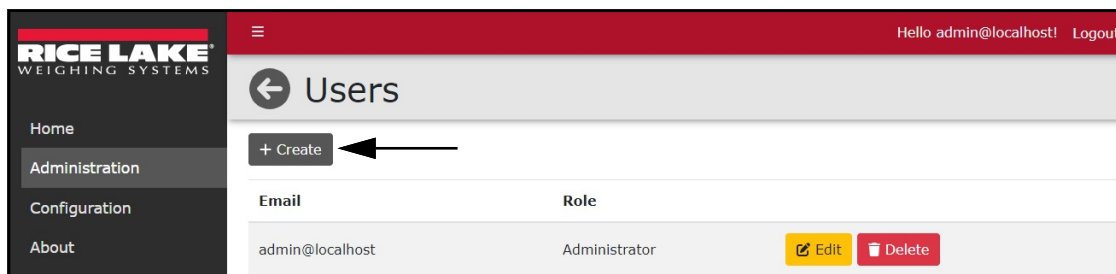 RICE LAKE®
WEIGHING SYSTEMS
Home
Administration
Configuration
About
Hello admin@localhost! Logout
Users
+ Create
Email Role
admin@localhost Administrator Edit Delete